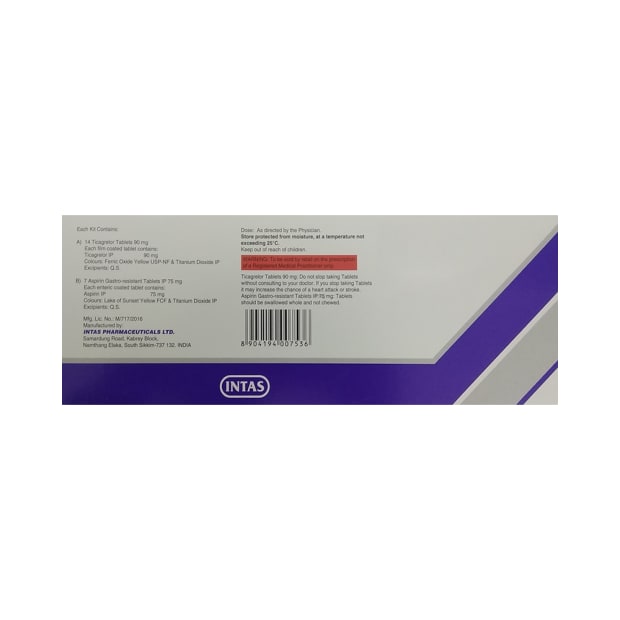 Each Kit Contains:
A) 14 Ticagrelor Tablets 90 mg
Each film coated tablet contains:
Ticagrelor IP 90 mg
Colours: Ferric Oxide Yellow USP-NF & Titanium Dioxide IP
Excipients: Q.S.
B) 7 Aspirin Gastro-resistant Tablets IP 75 mg
Each enteric coated tablet contains:
Aspirin IP 75 mg
Colours: Lake of Sunset Yellow FCF & Titanium Dioxide IP
Excipients: Q.S.
Mfg. Lic. No.: M/717/2016
Manufactured by:
INTAS PHARMACEUTICALS LTD.
Samardung Road, Kabrey Block,
Namthang Elaka, South Sikkim-737 132, INDIA
Dose: As directed by the Physician.
Store protected from moisture, at a temperature not
exceeding 25°C.
Keep out of reach of children.
WARNING: To be sold by retail on the prescription
of a Registered Medical Practitioner only.
Ticagrelor Tablets 90 mg: Do not stop taking Tablets
without consulting to your doctor. If you stop taking Tablets
it may increase the chance of a heart attack or stroke.
Aspirin Gastro-resistant Tablets IP 75 mg: Tablets
should be swallowed whole and not chewed.
8 904194 007536
INTAS